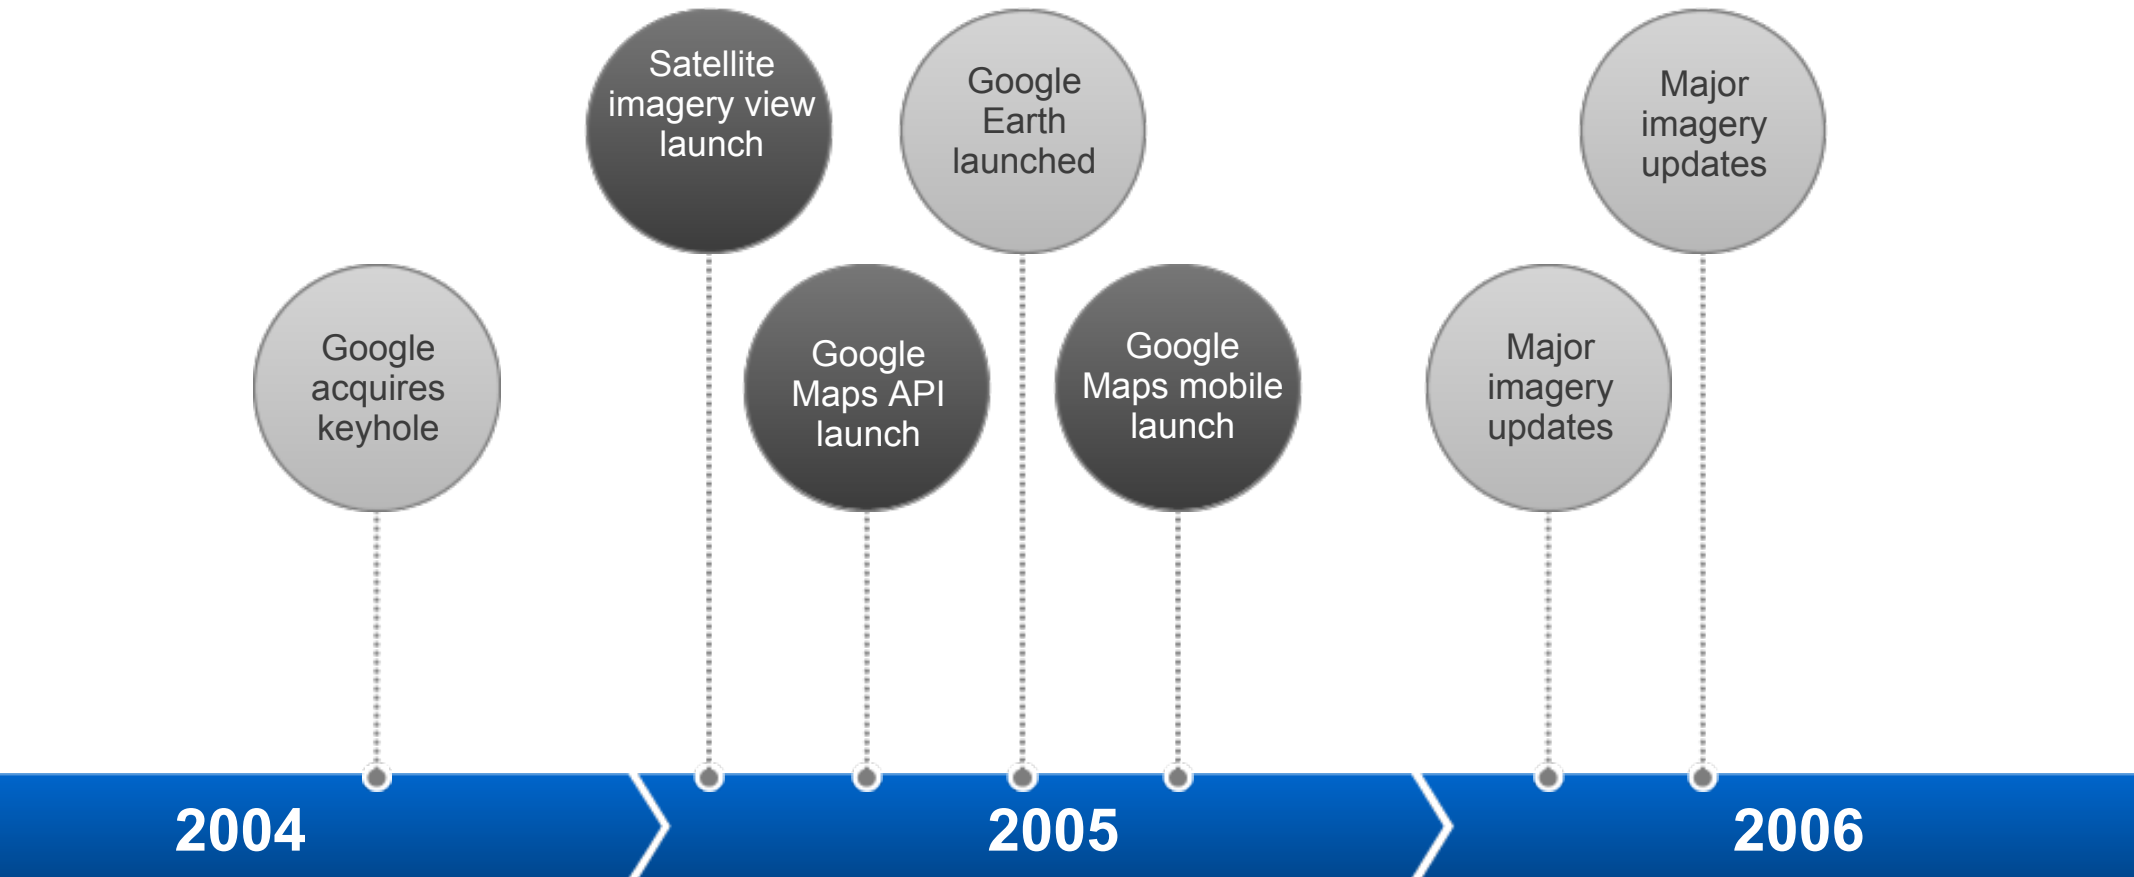 Satellite
imagery view
launch
Google
Earth
launched
Major
imagery
updates
Google
acquires
keyhole
Google
Maps API
launch
Google
Maps mobile
launch
Major
imagery
updates
2004
2005
2006